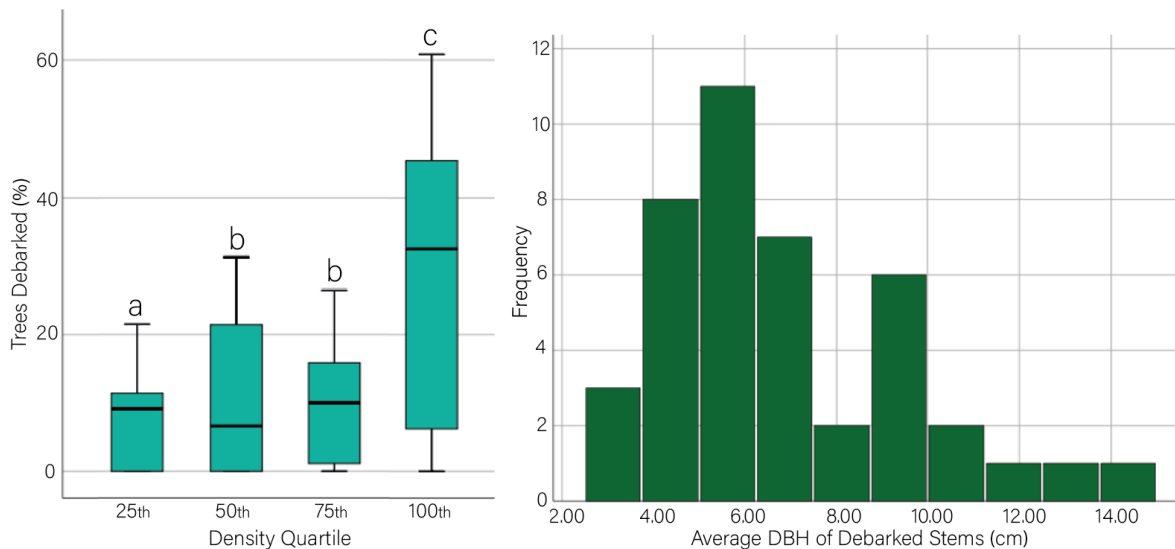 c
60
40
b
b
a
20
0
25th 50th 75th 100th
Density Quartile
Trees Debarked (%)
12
10
8
6
4
2
0
2.00 4.00 6.00 8.00 10.00 12.00 14.00
Average DBH of Debarked Stems (cm)
Frequency